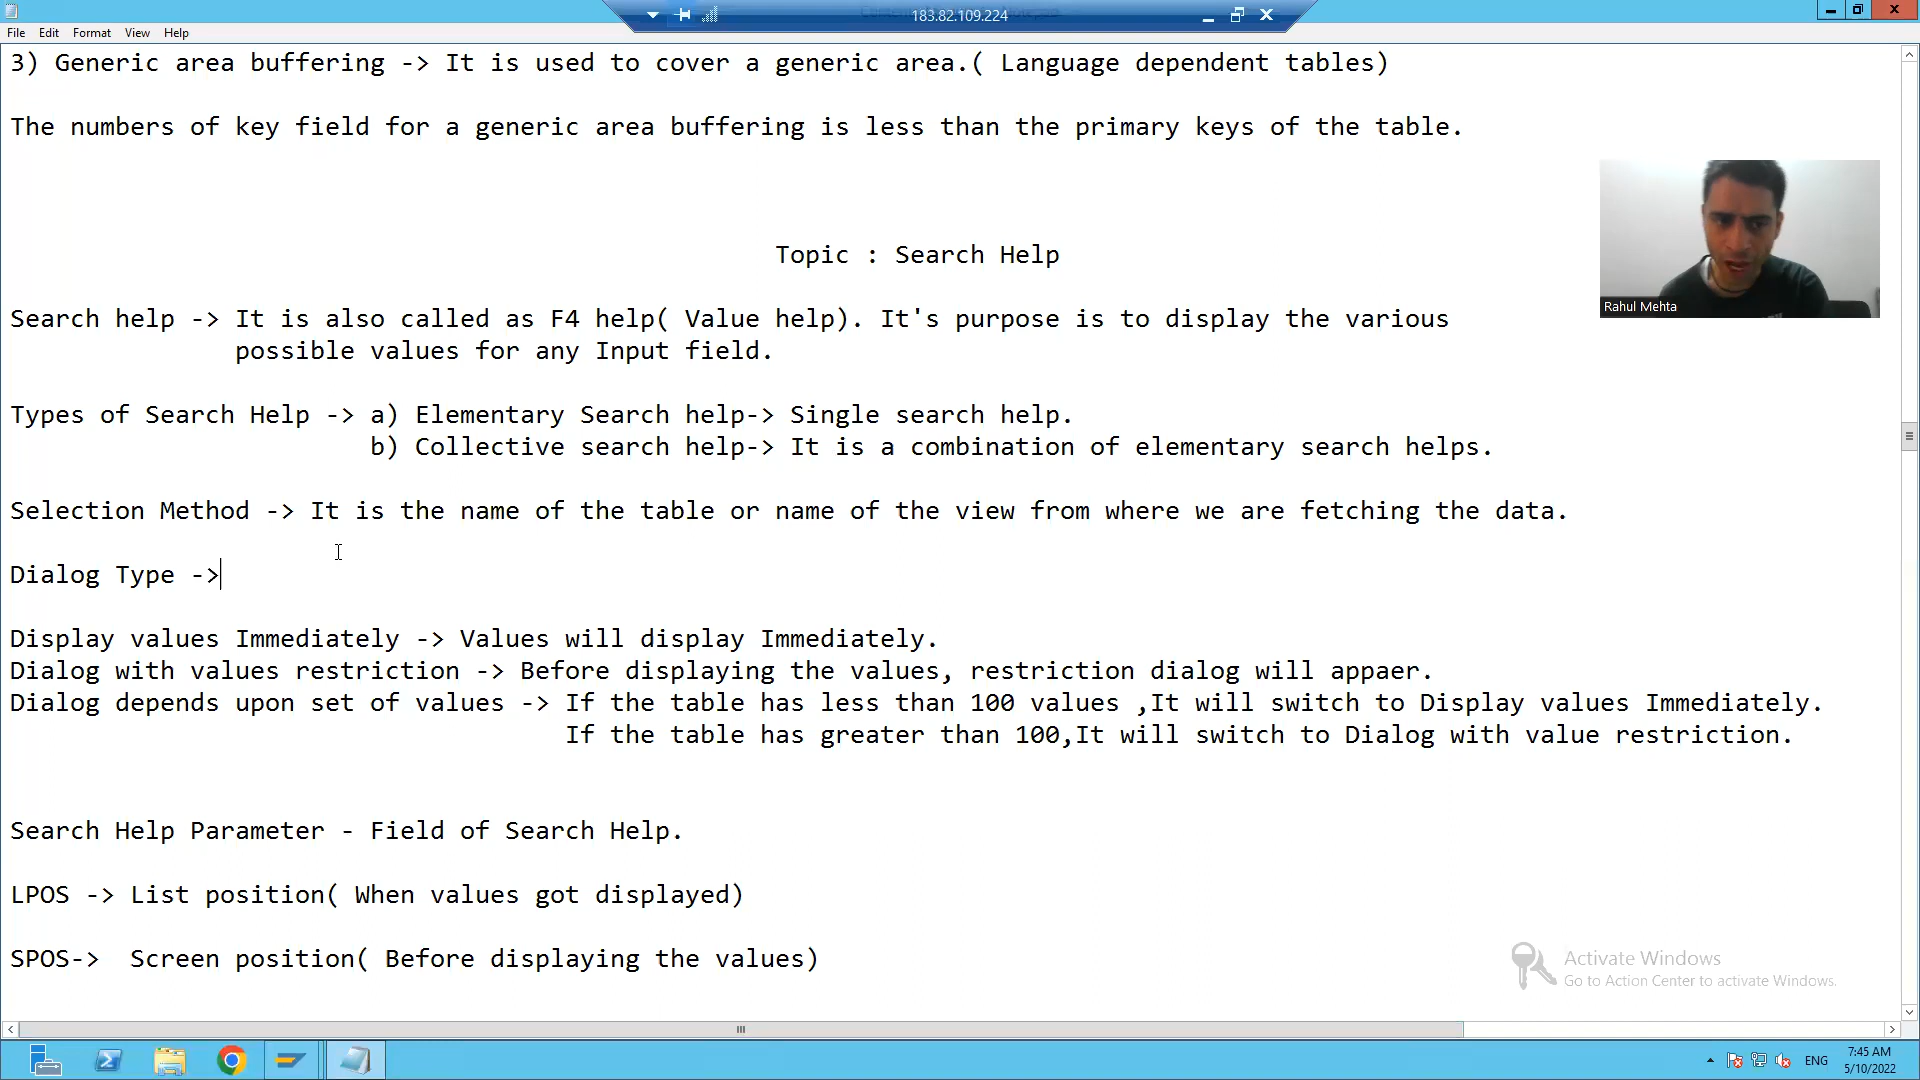 183.82.109.224
File Edit Format View Help
3) Generic area buffering -> It is used to cover a generic area.( Language dependent tables)
The numbers of key field for a generic area buffering is less than the primary keys of the table.
Topic : Search Help
Search help -> It is also called as F4 help( Value help). It's purpose is to display the various
possible values for any Input field.
Rahul Mehta
Types of Search Help -> a) Elementary Search help-> Single search help.
b) Collective search help-> It is a combination of elementary search helps.
Selection Method -> It is the name of the table or name of the view from where we are fetching the data.
Dialog Type ->
Display values Immediately -> Values will display Immediately.
Dialog with values restriction -> Before displaying the values, restriction dialog will appaer.
Dialog depends upon set of values -> If the table has less than 100 values ,It will switch to Display values Immediately.
If the table has greater than 100,It will switch to Dialog with value restriction.
Search Help Parameter - Field of Search Help.
LPOS -> List position( When values got displayed)
SPOS-> Screen position( Before displaying the values)
Activate Windows
Go to Action Center to activate Windows.
ENG
7:45 AM
5/10/2022